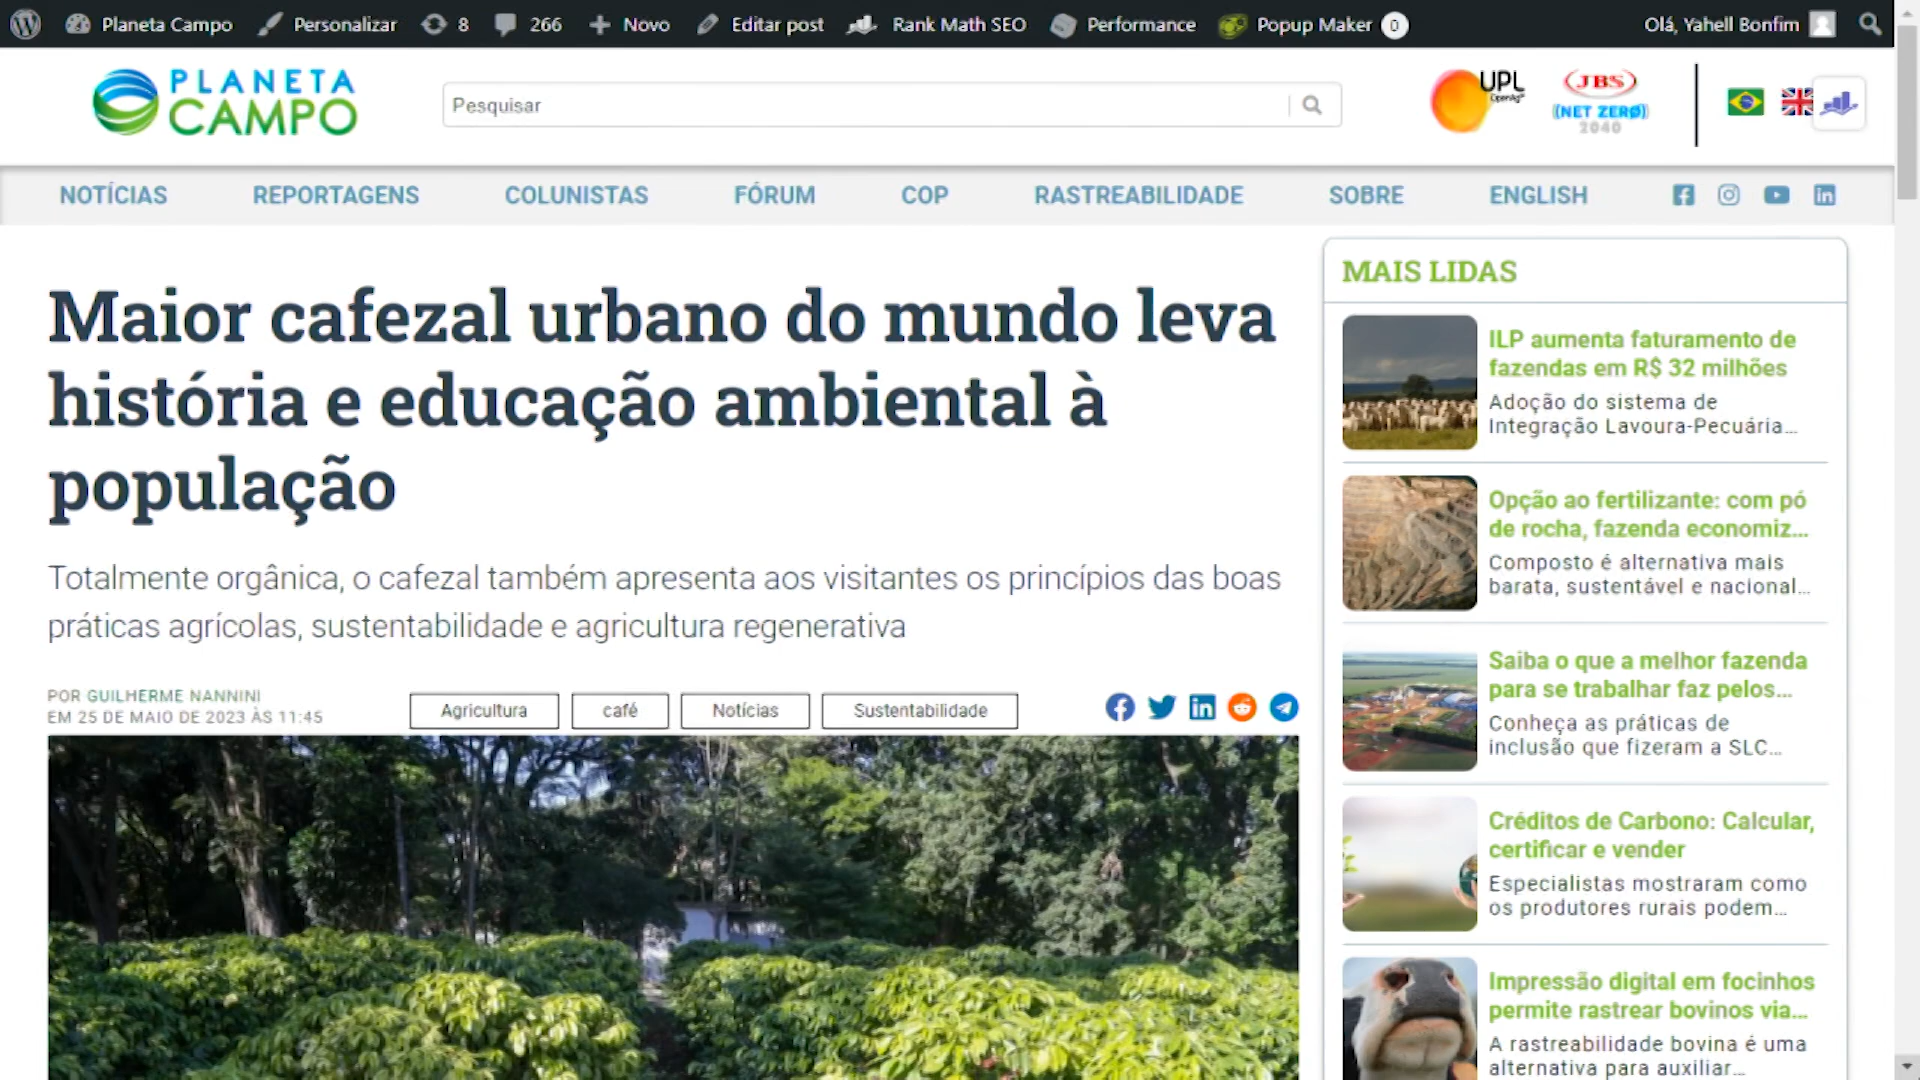 Planeta Campo Personalizar 8 266 Novo Editar post Rank Math SEO Performance Popup Maker 0 Olá, Yahell Bonfim
PLANETA
CAMPO
Pesquisar
UPL
OpenAg
JBS
(NET ZERØ)
2040
NOTÍCIAS REPORTAGENS COLUNISTAS FÓRUM COP RASTREABILIDADE SOBRE ENGLISH
Maior cafezal urbano do mundo leva
história e educação ambiental à
população
Totalmente orgânica, o cafezal também apresenta aos visitantes os princípios das boas
práticas agrícolas, sustentabilidade e agricultura regenerativa
POR GUILHERME NANNINI
EM 25 DE MAIO DE 2023 ÀS 11:45
Agricultura café Notícias Sustentabilidade
MAIS LIDAS
ILP aumenta faturamento de
fazendas em R$ 32 milhões
Adoção do sistema de
Integração Lavoura-Pecuária...
Opção ao fertilizante: com pó
de rocha, fazenda economiz...
Composto é alternativa mais
barata, sustentável e nacional...
Saiba o que a melhor fazenda
para se trabalhar faz pelos...
Conheça as práticas de
inclusão que fizeram a SLC...
Créditos de Carbono: Calcular,
certificar e vender
Especialistas mostraram como
os produtores rurais podem...
Impressão digital em focinhos
permite rastrear bovinos via...
A rastreabilidade bovina é uma
alternativa para auxiliar...